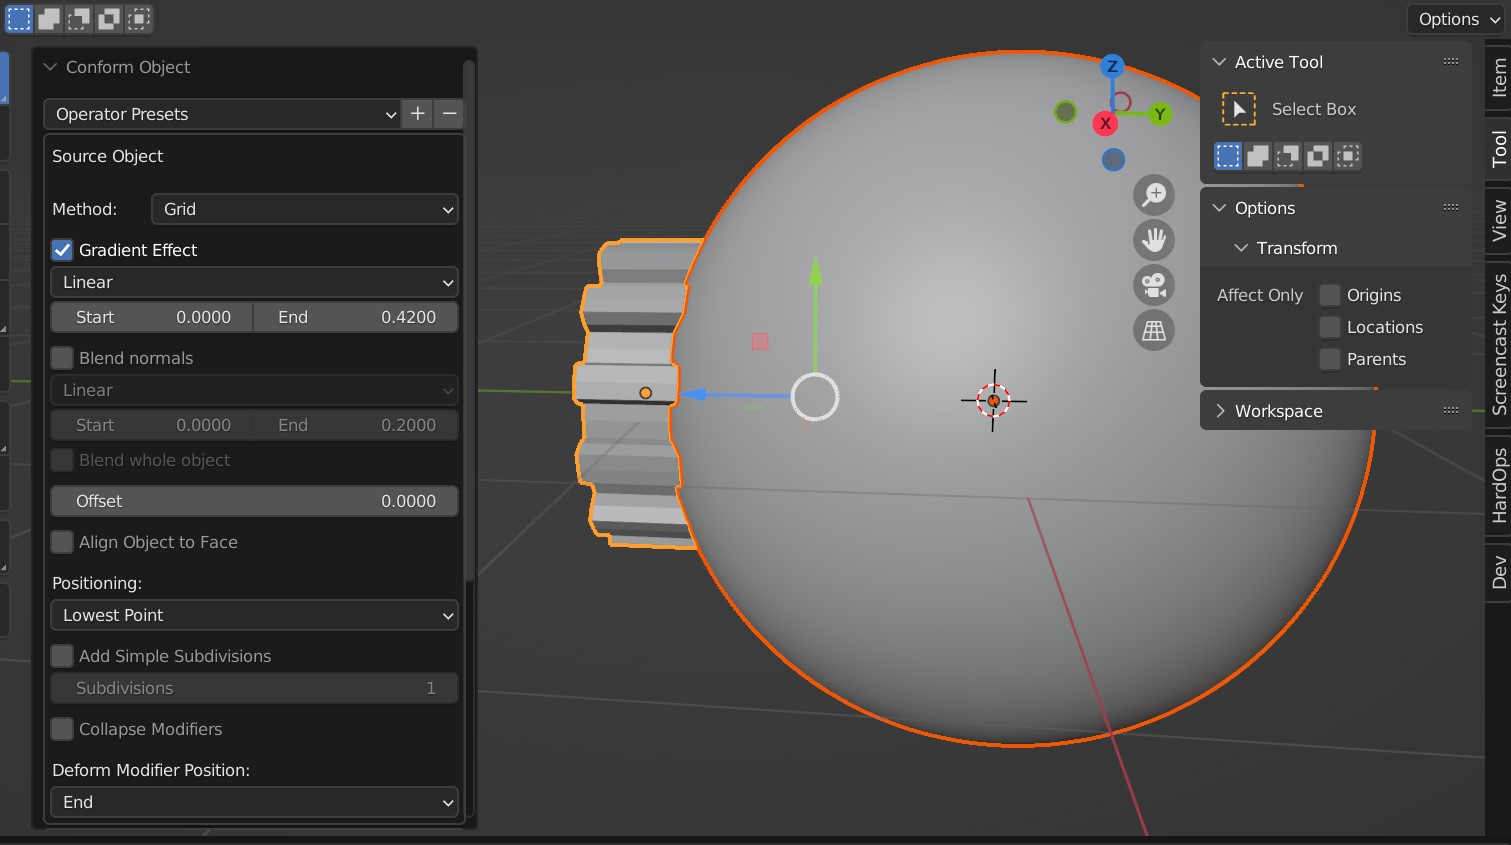 Options
Conform Object
Operator Presets
Source Object
Method: Grid
Gradient Effect
Linear
Start 0.0000 End 0.4200
Blend normals
Linear
Start 0.0000 End 0.2000
Blend whole object
Offset 0.0000
Align Object to Face
Positioning:
Lowest Point
Add Simple Subdivisions
Subdivisions 1
Collapse Modifiers
Deform Modifier Position:
End
Z
X
Y
Active Tool
Select Box
Options
Transform
Affect Only Origins
Locations
Parents
Workspace
Item
Tool
View
Screencast Keys
HardOps
Dev